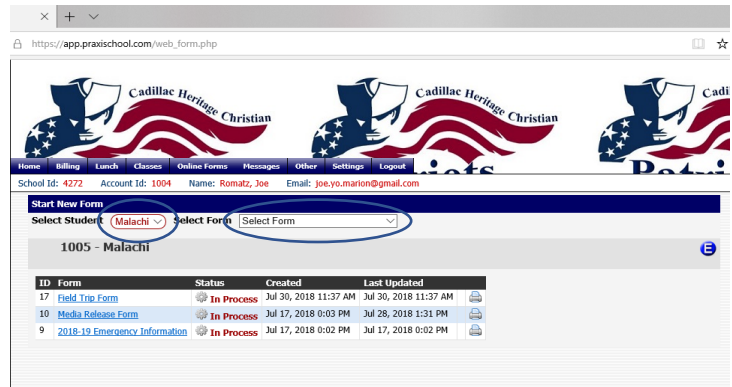 https://app.praxischool.com/web_form.php
Cadillac Heritage Christian
Cadillac Heritage Christian
Home Billing Lunch Classes Online Forms Messages Other Settings Logout
School Id: 4272 Account Id: 1004 Name: Romatz, Joe Email: joe.yo.marion@gmail.com
Start New Form
Select Student Malachi Select Form Select Form
1005 - Malachi
E
ID Form Status Created Last Updated
17 Field Trip Form In Process Jul 30, 2018 11:37 AM Jul 30, 2018 11:37 AM
10 Media Release Form In Process Jul 17, 2018 0:03 PM Jul 28, 2018 1:31 PM
9 2018-19 Emergency Information In Process Jul 17, 2018 0:02 PM Jul 17, 2018 0:02 PM